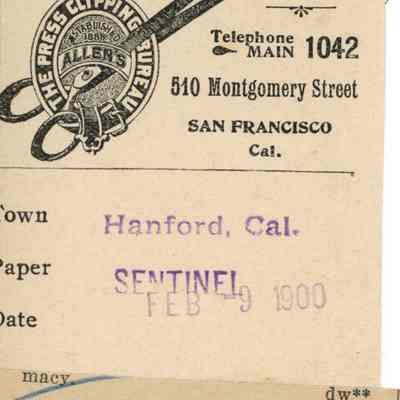 THE PRESS CLIPPING BUREAU
ESTABLISHED
1888
ALLEN'S
Telephone
MAIN 1042
510 Montgomery Street
SAN FRANCISCO
Cal.
Town
Hanford, Cal.
Paper
SENTINEL
Date
FEB -9 1900
macy.
dw**